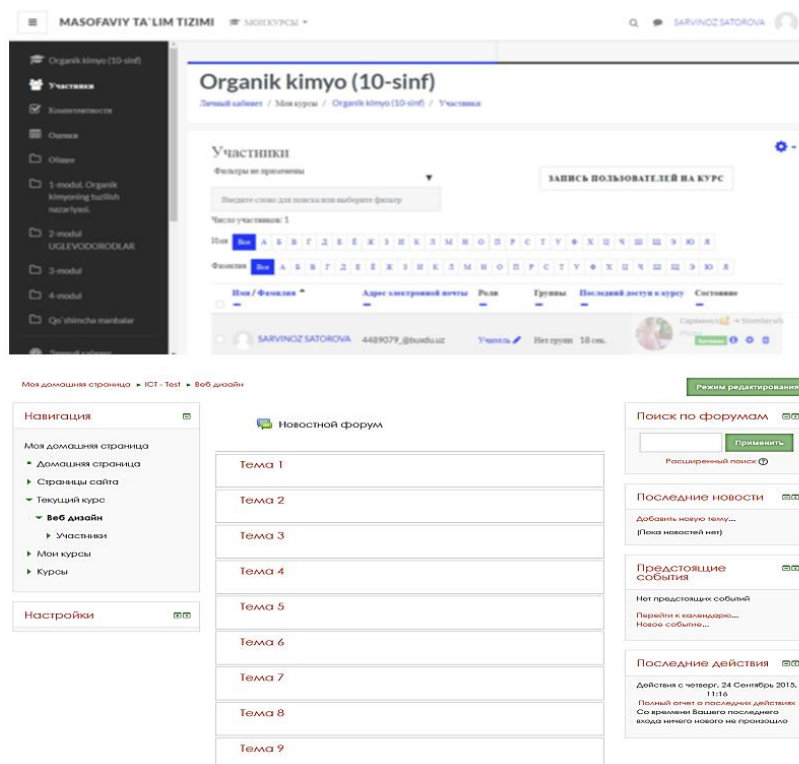 MASOFAVIY TA`LIM TIZIMI МОИ КУРСЫ
SARVINOZ SATOROVA
Organik kimyo (10-sinf)
Участники
Компетентности
Оценки
Общее
1-modul. Organik
kimyoning tuzilish
nazariyasi.
2-modul
UGLEVODORODLAR
3-modul
4-modul
Qo`shimcha manbalar
Личный кабинет
Organik kimyo (10-sinf)
Личный кабинет / Мои курсы / Organik kimyo (10-sinf) / Участники
Участники
Фильтры не применены
ЗАПИСЬ ПОЛЬЗОВАТЕЛЕЙ НА КУРС
Введите слово для поиска или выберите фильтр
Число участников: 1
Имя Все А Б В Г Д Е Ё Ж З И К Л М Н О П Р С Т У Ф Х Ц Ч Ш Щ Э Ю Я
Фамилия Все А Б В Г Д Е Ё Ж З И К Л М Н О П Р С Т У Ф Х Ц Ч Ш Щ Э Ю Я
Имя / Фамилия Адрес электронной почты Роли Группы Последний доступ к курсу Состояние
SARVINOZ SATOROVA 4489079_@buxdu.uz Учитель Нет групп 18 сек.
Активно
Моя домашняя страница ► ICT - Test ► Веб дизайн
Режим редактирования
Навигация
Моя домашняя страница
Домашняя страница
Страницы сайта
Текущий курс
Веб дизайн
Участники
Мои курсы
Курсы
Настройки
Новостной форум
Тема 1
Тема 2
Тема 3
Тема 4
Тема 5
Тема 6
Тема 7
Тема 8
Тема 9
Поиск по форумам
Применить
Расширенный поиск
Последние новости
Добавить новую тему...
(Пока новостей нет)
Предстоящие
события
Нет предстоящих событий
Перейти к календарю...
Новое событие...
Последние действия
Действия с четверг, 24 Сентябрь 2015,
11:16
Полный отчет о последних действиях
Со времени Вашего последнего
входа ничего нового не произошло